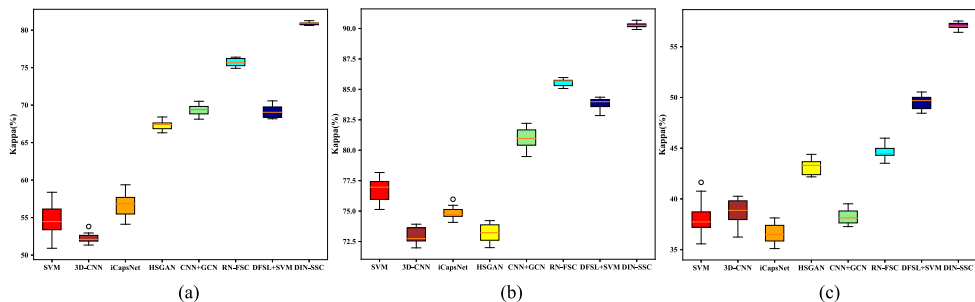 Kappa(%)
80
75
70
65
60
55
50
SVM 3D-CNN iCapsNet HSGAN CNN+GCN RN-FSC DFSL+SVM DIN-SSC
(a)
Kappa(%)
90.0
87.5
85.0
82.5
80.0
77.5
75.0
72.5
SVM 3D-CNN iCapsNet HSGAN CNN+GCN RN-FSC DFSL+SVM DIN-SSC
(b)
Kappa(%)
55
50
45
40
35
SVM 3D-CNN iCapsNet HSGAN CNN+GCN RN-FSC DFSL+SVM DIN-SSC
(c)